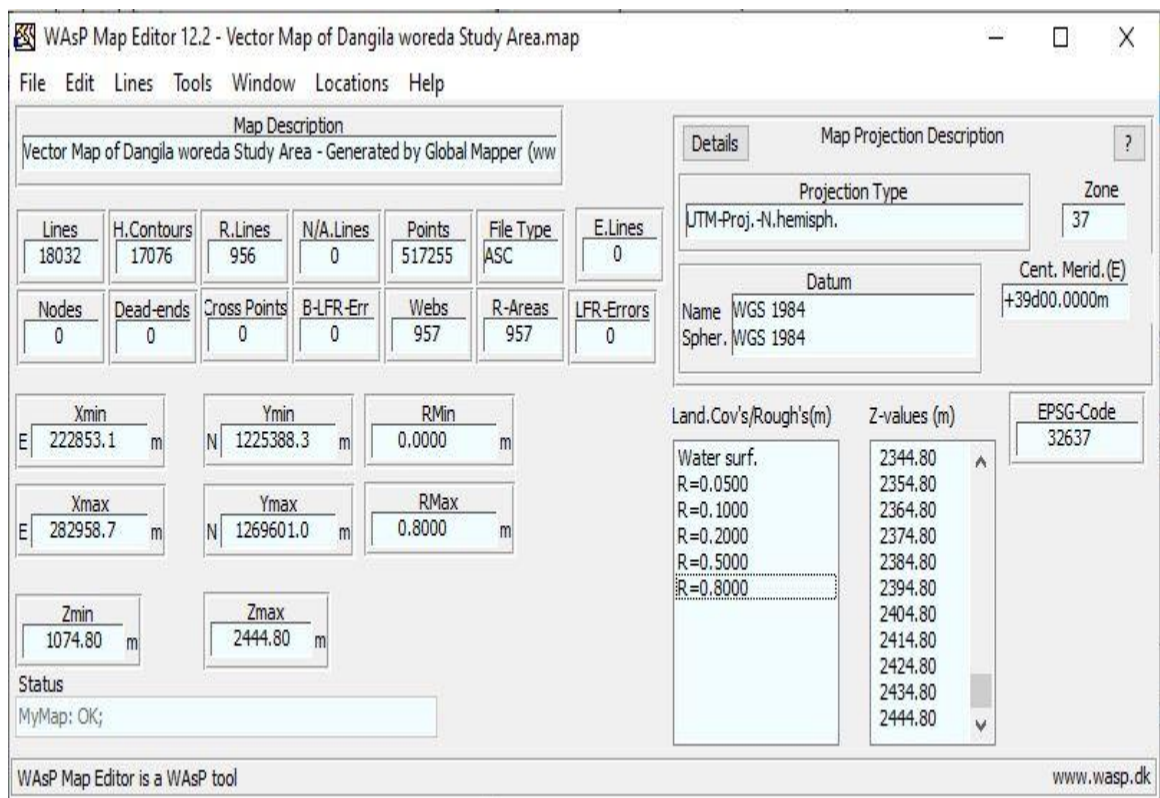 WAsP Map Editor 12.2 - Vector Map of Dangila woreda Study Area.map
File Edit Lines Tools Window Locations Help
Map Description
Vector Map of Dangila woreda Study Area - Generated by Global Mapper (ww
Lines H.Contours R.Lines N/A.Lines Points File Type E.Lines
18032 17076 956 0 517255 ASC 0
Nodes Dead-ends Cross Points B-LFR-Err Webs R-Areas LFR-Errors
0 0 0 0 957 957 0
Xmin Ymin RMin
E 222853.1 m N 1225388.3 m 0.0000 m
Xmax Ymax RMax
E 282958.7 m N 1269601.0 m 0.8000 m
Zmin Zmax
1074.80 m 2444.80 m
Status
MyMap: OK;
Details Map Projection Description ?
Projection Type Zone
UTM-Proj.-N.hemisph. 37
Datum Cent. Merid.(E)
Name WGS 1984 +39d00.0000m
Spher. WGS 1984
Land.Cov's/Rough's(m) Z-values (m) EPSG-Code
32637
Water surf. 2344.80
R=0.0500 2354.80
R=0.1000 2364.80
R=0.2000 2374.80
R=0.5000 2384.80
R=0.8000 2394.80
2404.80
2414.80
2424.80
2434.80
2444.80
WAsP Map Editor is a WAsP tool www.wasp.dk